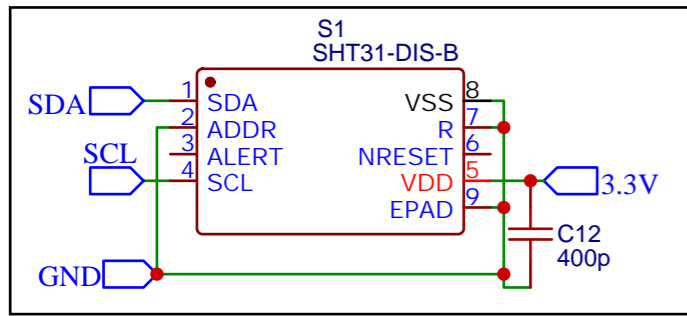 S1
SHT31-DIS-B
SDA
1 SDA
2 ADDR
3 ALERT
4 SCL
SCL
GND
VSS 8
R 7
NRESET 6
VDD 5
EPAD 9
3.3V
C12
400p